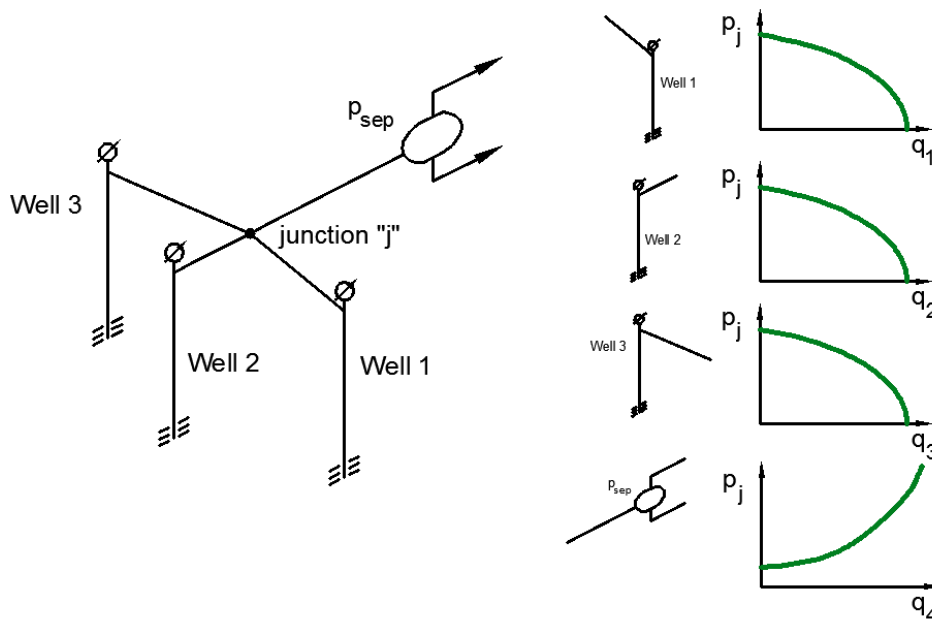 p_sep
Well 3
junction "j"
Well 2
Well 1
Well 1
p_j
q_1
Well 2
p_j
q_2
Well 3
p_j
q_3
p_sep
p_j
q_4